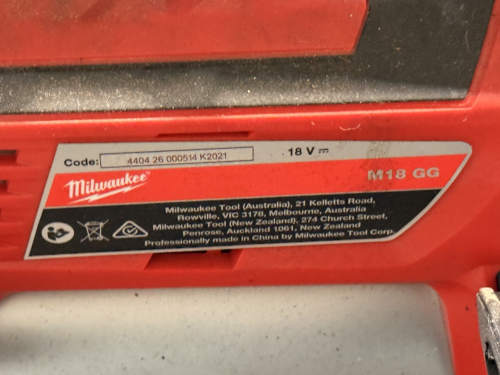 Code: 4404 26 000514 K2021 18 V
Milwaukee
M18 GG
Milwaukee Tool (Australia), 21 Kelletts Road,
Rowville, VIC 3178, Melbourne, Australia
Milwaukee Tool (New Zealand), 274 Church Street,
Penrose, Auckland 1061, New Zealand
Professionally made in China by Milwaukee Tool Corp.